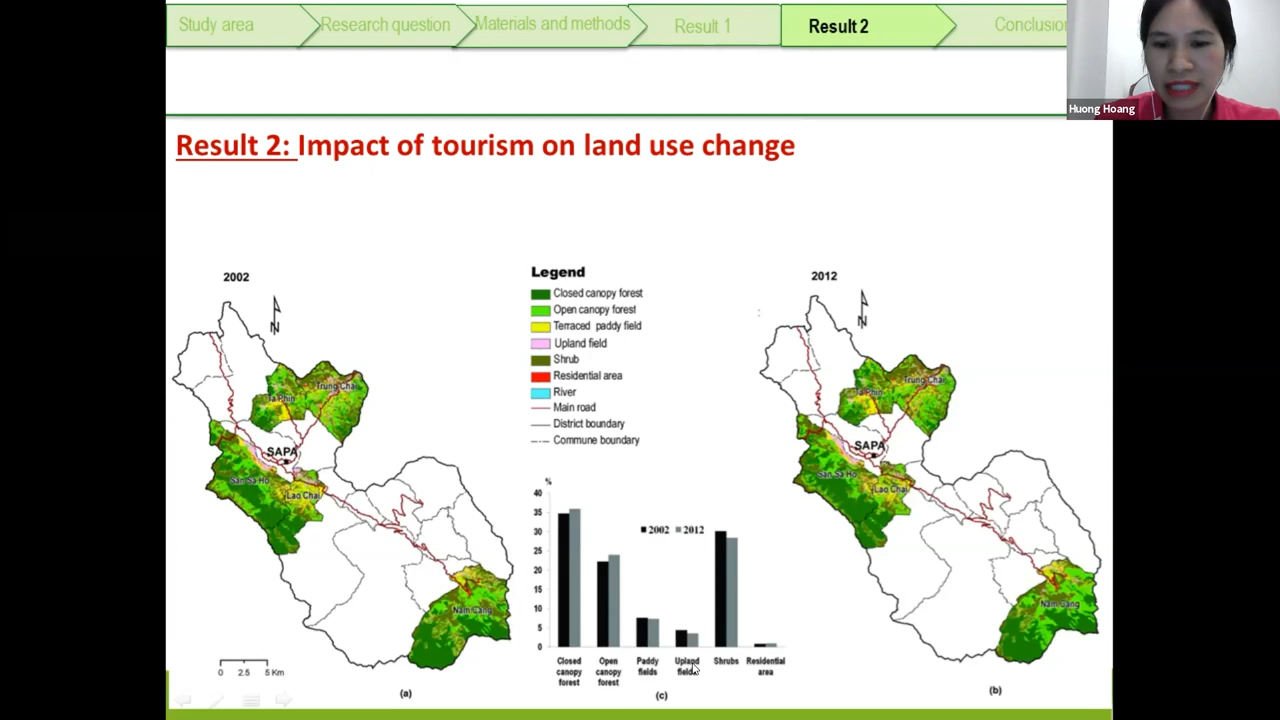 Study area
Research question
Materials and methods
Result 1
Result 2
Conclusion
Huong Hoang
Result 2: Impact of tourism on land use change
2002
N
Trung Chai
Ta Phin
SAPA
San Sa Ho
Lao Chai
Nam Cang
0 2.5 5 Km
(a)
Legend
Closed canopy forest
Open canopy forest
Terraced paddy field
Upland field
Shrub
Residential area
River
Main road
District boundary
Commune boundary
%
40
35
30
25
20
15
10
5
0
2002 2012
Closed canopy forest
Open canopy forest
Paddy fields
Upland fields
Shrubs
Residential area
(c)
2012
N
Trung Chai
Ta Phin
SAPA
San Sa Ho
Lao Chai
Nam Cang
(b)